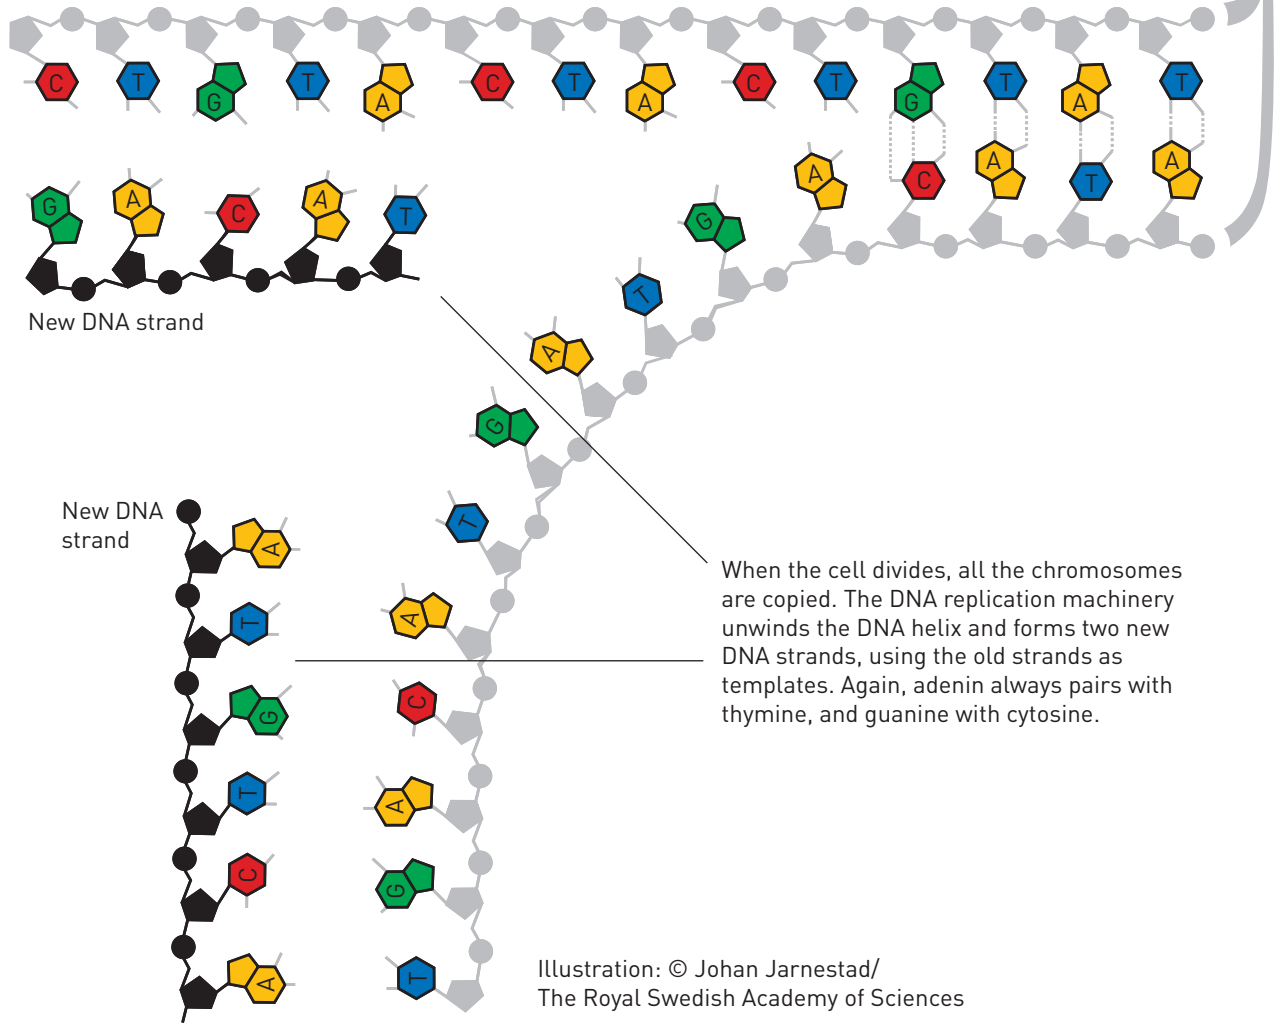 C T G T A C T A C T G T A T
C A T A
A
G A C A T
G
T
New DNA strand
A
G
T
New DNA
strand
A
T
A
C
G
A
T
G
C
T
A
When the cell divides, all the chromosomes
are copied. The DNA replication machinery
unwinds the DNA helix and forms two new
DNA strands, using the old strands as
templates. Again, adenin always pairs with
thymine, and guanine with cytosine.
Illustration: © Johan Jarnestad/
The Royal Swedish Academy of Sciences